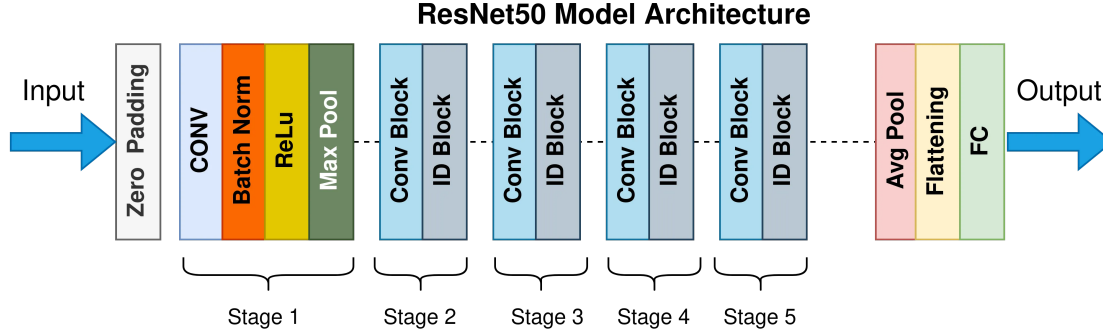 ResNet50 Model Architecture
Input
Zero Padding
CONV
Batch Norm
ReLu
Max Pool
Conv Block
ID Block
Conv Block
ID Block
Conv Block
ID Block
Conv Block
ID Block
Avg Pool
Flattening
FC
Output
Stage 1
Stage 2
Stage 3
Stage 4
Stage 5